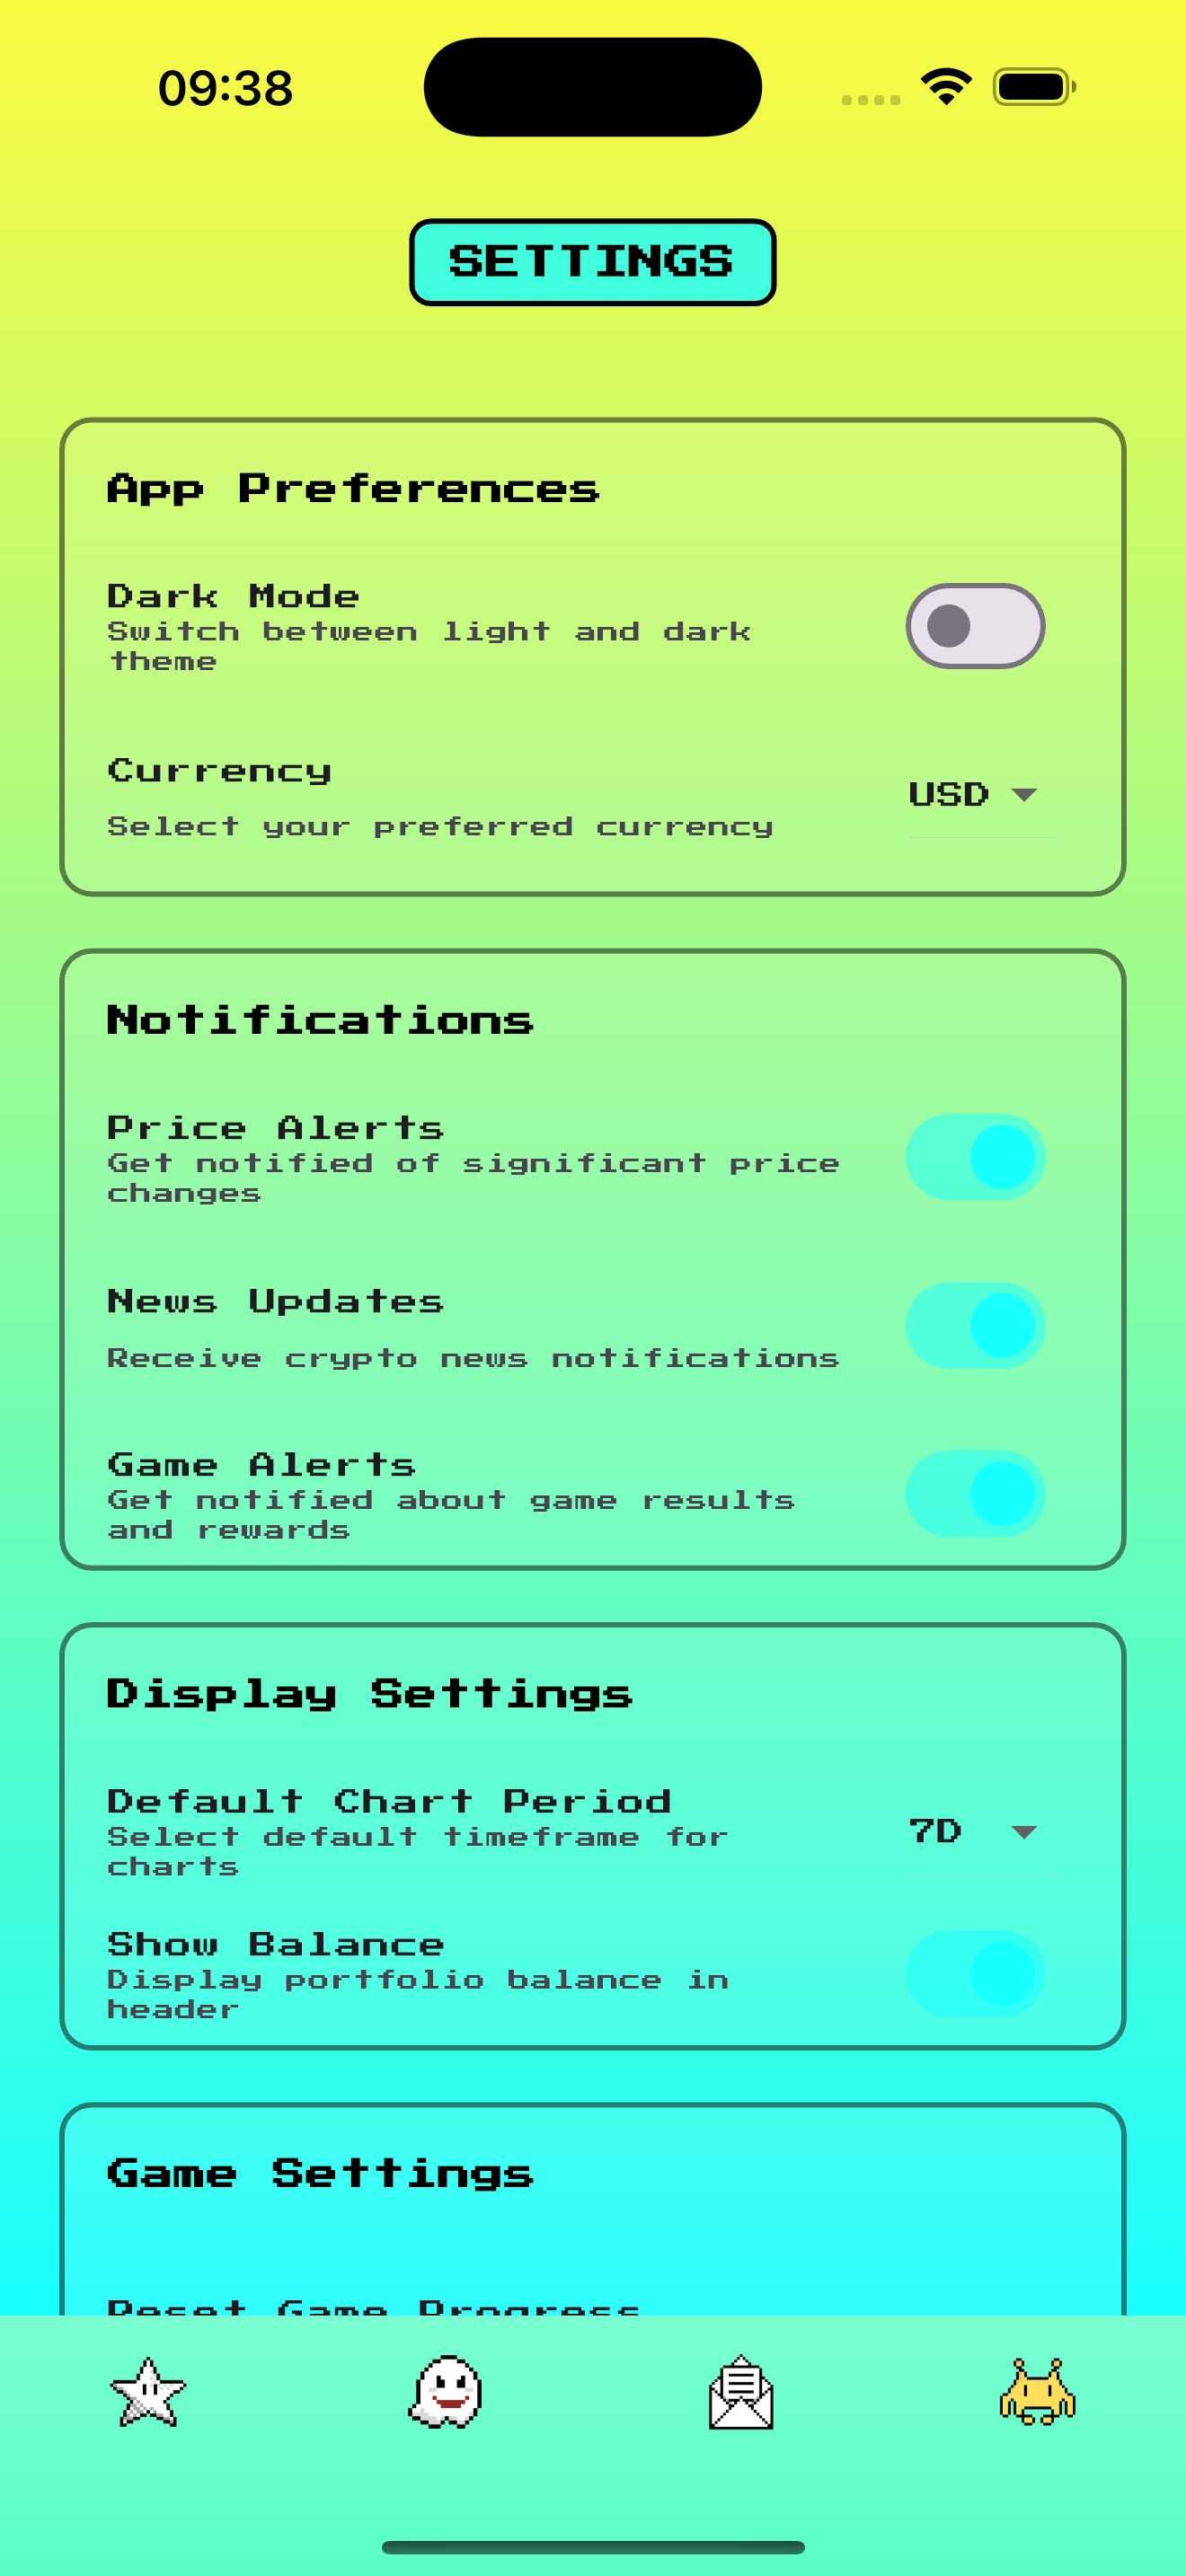 09:38
SETTINGS
App Preferences
Dark Mode
Switch between light and dark
theme
Currency
Select your preferred currency
USD
Notifications
Price Alerts
Get notified of significant price
changes
News Updates
Receive crypto news notifications
Game Alerts
Get notified about game results
and rewards
Display Settings
Default Chart Period
Select default timeframe for
charts
7D
Show Balance
Display portfolio balance in
header
Game Settings
Reset Game Progress